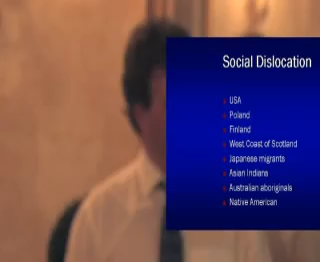 Social Dislocation
USA
Poland
Finland
West Coast of Scotland
Japanese migrants
Asian Indians
Australian aboriginals
Native American